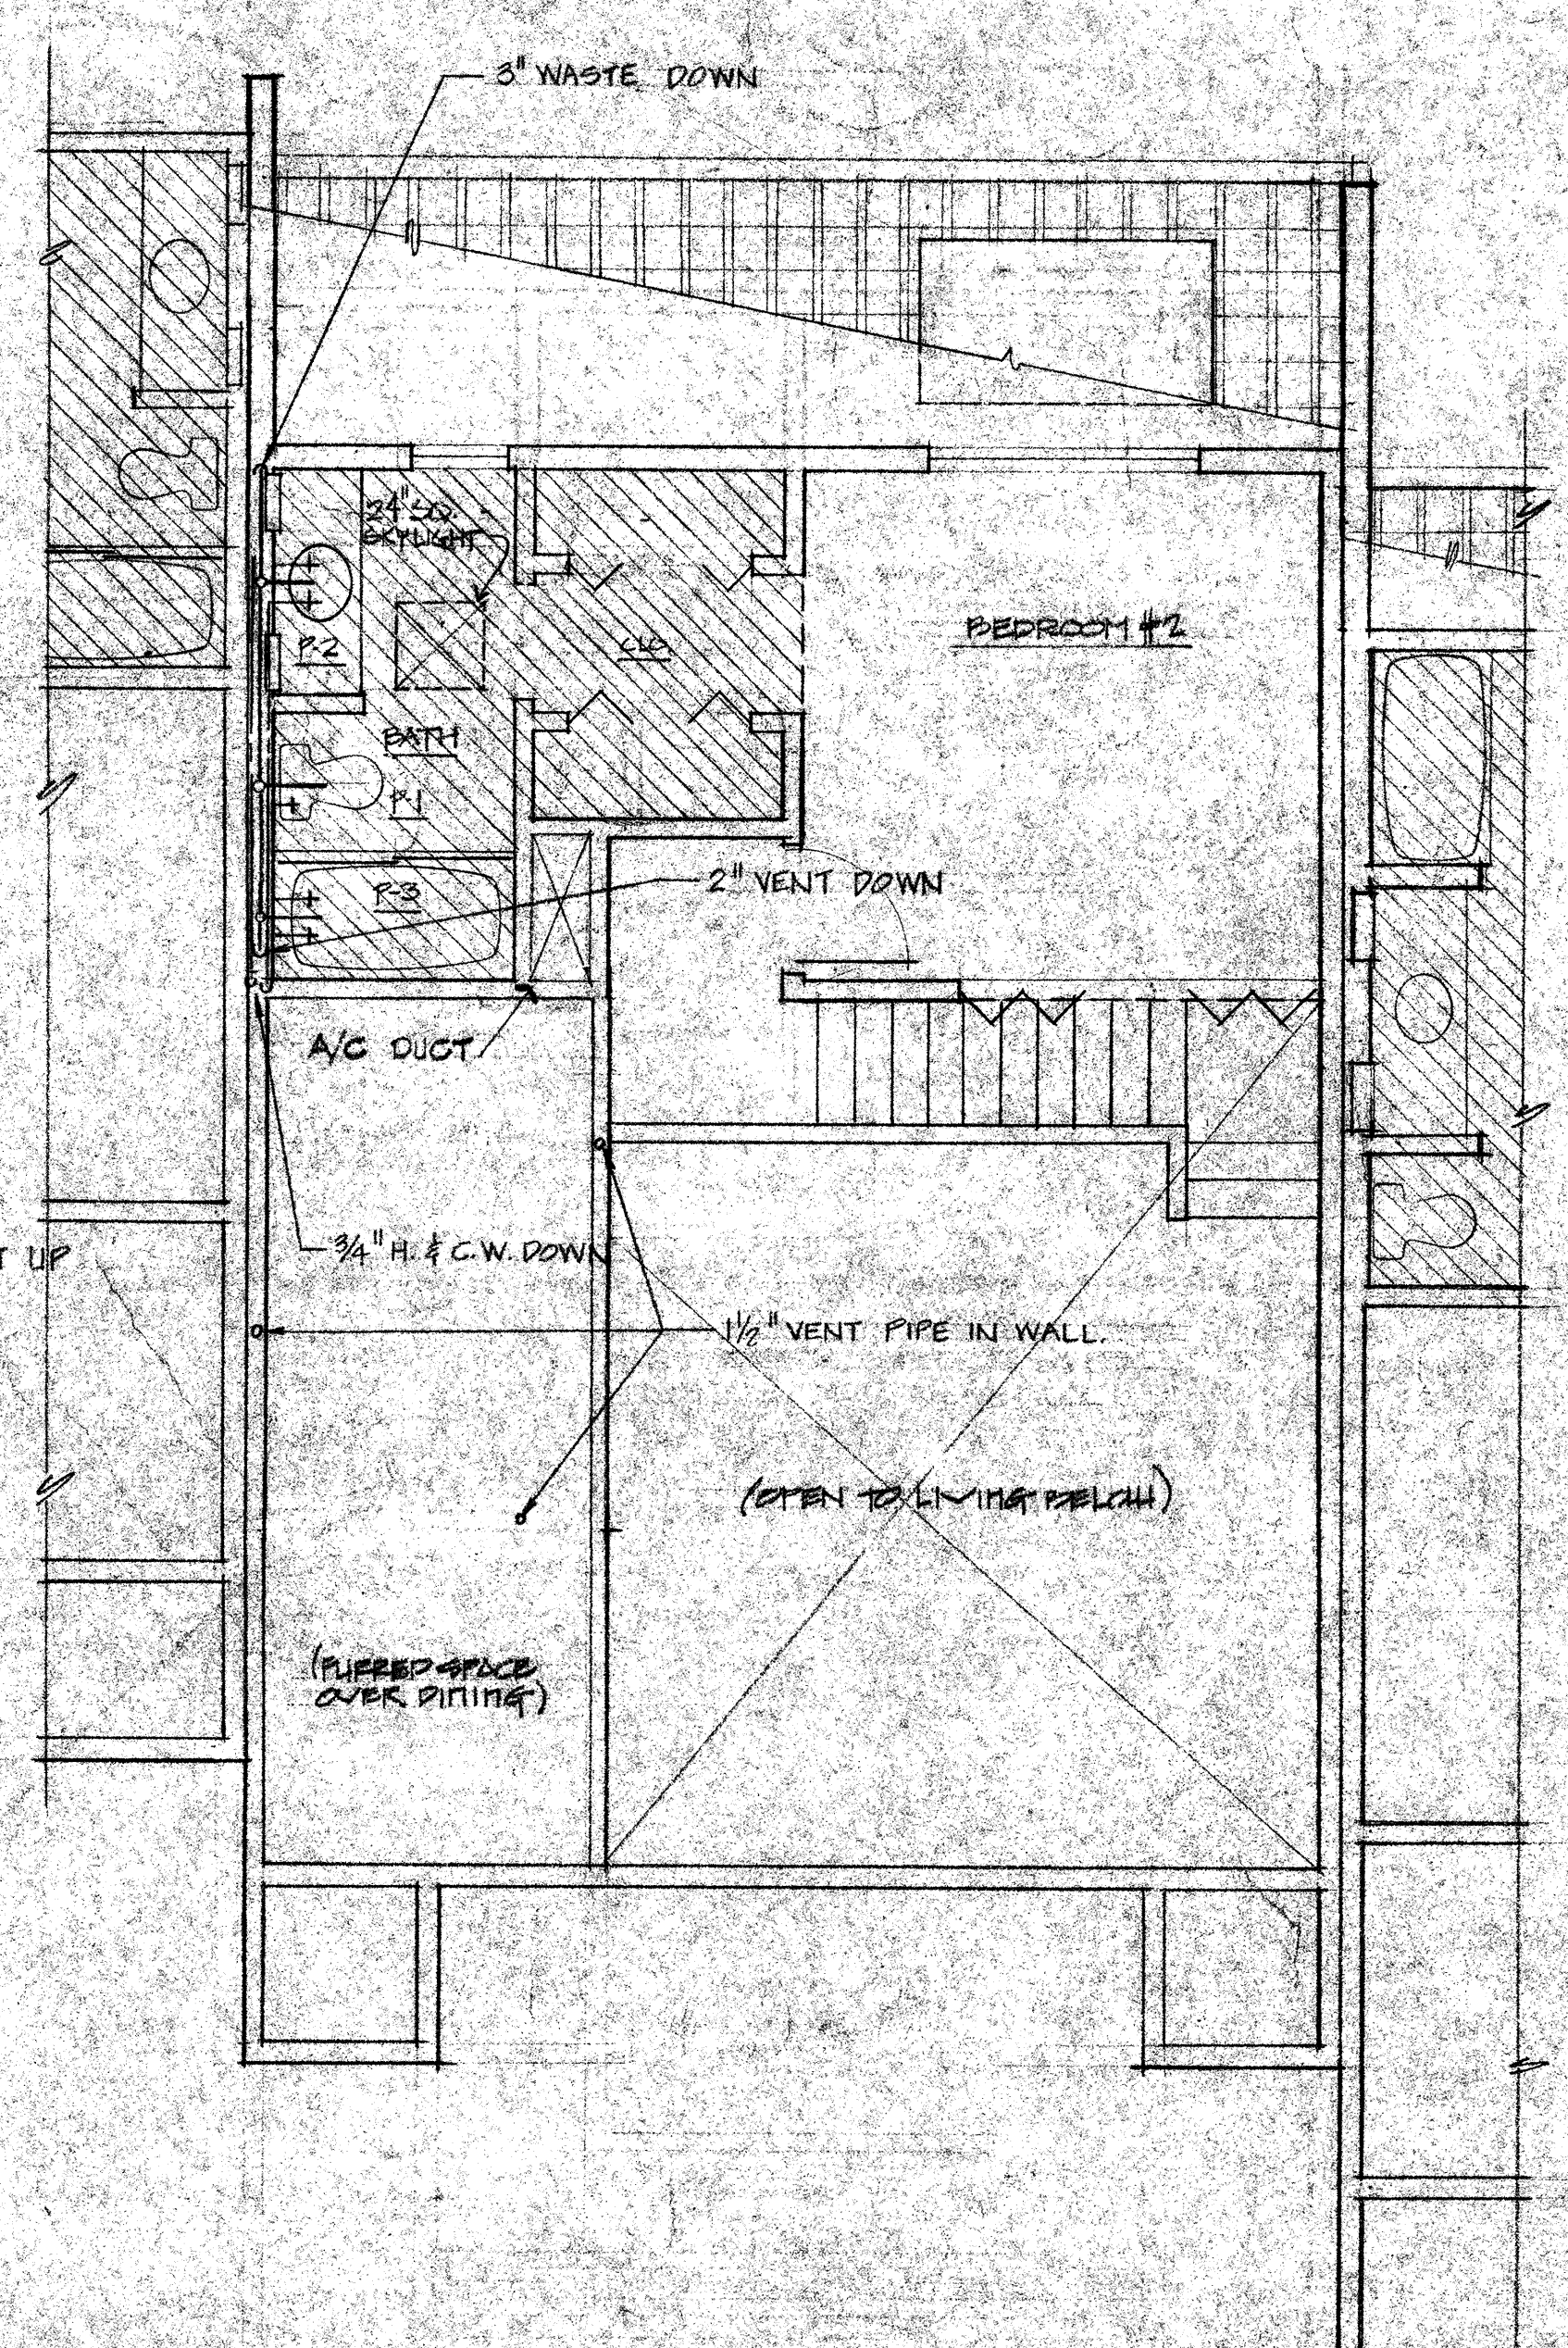 3" WASTE DOWN
24" SQ.
SKYLIGHT
P-2
CLO.
BEDROOM #2
BATH
P-1
P-3
2" VENT DOWN
A/C DUCT
3/4" H. & C.W. DOWN
UP
1 1/2" VENT PIPE IN WALL.
(OPEN TO LIVING BELOW)
(FURRED SPACE
OVER DINING)